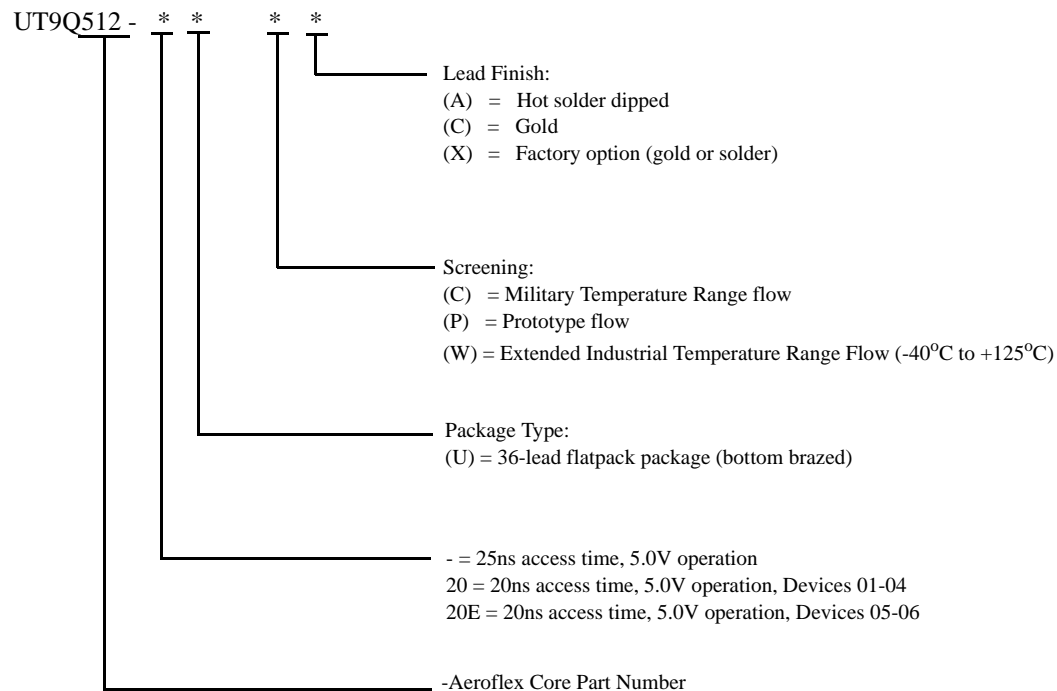 UT9Q512 - * * * *
Lead Finish:
(A) = Hot solder dipped
(C) = Gold
(X) = Factory option (gold or solder)
Screening:
(C) = Military Temperature Range flow
(P) = Prototype flow
(W) = Extended Industrial Temperature Range Flow (-40°C to +125°C)
Package Type:
(U) = 36-lead flatpack package (bottom brazed)
- = 25ns access time, 5.0V operation
20 = 20ns access time, 5.0V operation, Devices 01-04
20E = 20ns access time, 5.0V operation, Devices 05-06
-Aeroflex Core Part Number